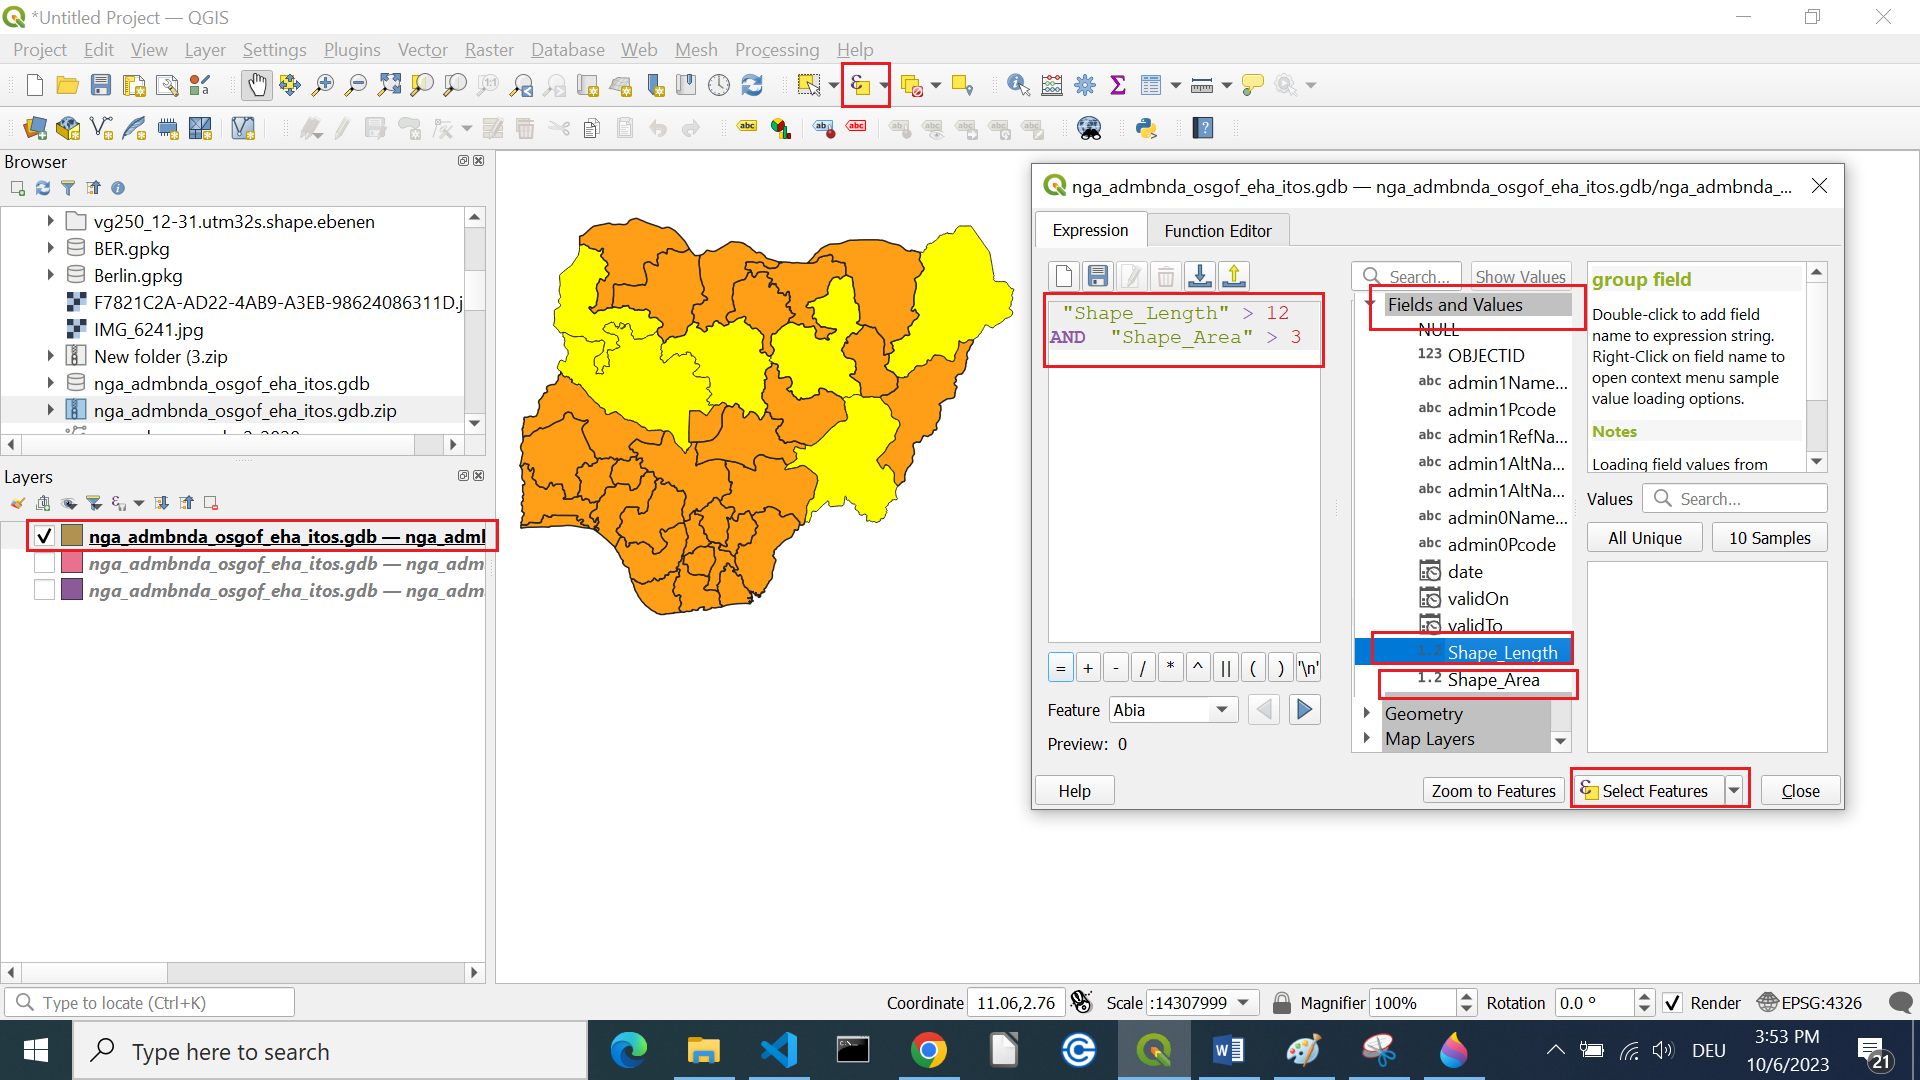 *Untitled Project — QGIS
Project Edit View Layer Settings Plugins Vector Raster Database Web Mesh Processing Help
Browser
vg250_12-31.utm32s.shape.ebenen
BER.gpkg
Berlin.gpkg
F7821C2A-AD22-4AB9-A3EB-98624086311D.j
IMG_6241.jpg
New folder (3.zip
nga_admbnda_osgof_eha_itos.gdb
nga_admbnda_osgof_eha_itos.gdb.zip
Layers
nga_admbnda_osgof_eha_itos.gdb — nga_adml
nga_admbnda_osgof_eha_itos.gdb — nga_adm
nga_admbnda_osgof_eha_itos.gdb — nga_adm
nga_admbnda_osgof_eha_itos.gdb — nga_admbnda_osgof_eha_itos.gdb/nga_admbnda_...
Expression
Function Editor
"Shape_Length" > 12
AND "Shape_Area" > 3
= + - / * ^ || ( ) '\n'
Feature Abia
Preview: 0
Search...
Show Values
Fields and Values
NULL
123 OBJECTID
abc admin1Name...
abc admin1Pcode
abc admin1RefNa...
abc admin1AltNa...
abc admin1AltNa...
abc admin0Name...
abc admin0Pcode
date
validOn
validTo
1.2 Shape_Length
1.2 Shape_Area
Geometry
Map Layers
group field
Double-click to add field
name to expression string.
Right-Click on field name to
open context menu sample
value loading options.
Notes
Loading field values from
Values Search...
All Unique
10 Samples
Help
Zoom to Features
Select Features
Close
Type to locate (Ctrl+K)
Coordinate 11.06,2.76
Scale :14307999
Magnifier 100%
Rotation 0.0 °
Render
EPSG:4326
Type here to search
DEU
3:53 PM
10/6/2023
21